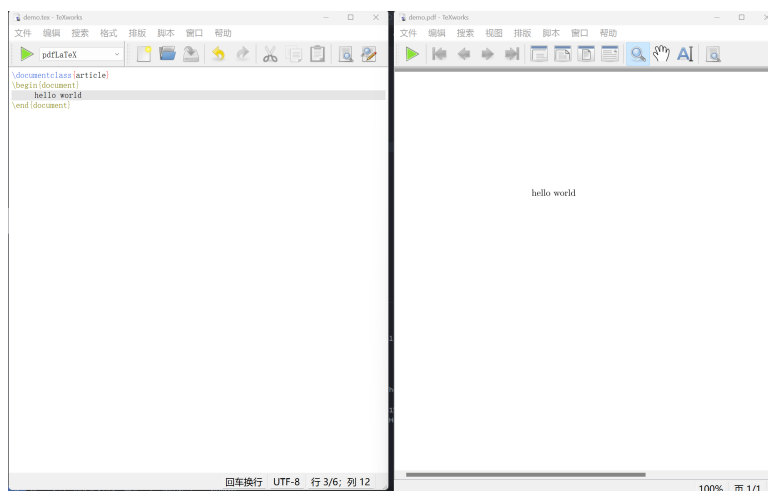 demo.tex - TeXworks
文件 编辑 搜索 格式 排版 脚本 窗口 帮助
pdfLaTeX
\documentclass{article}
\begin{document}
hello world
\end{document}
回车换行 UTF-8 行 3/6; 列 12
demo.pdf - TeXworks
文件 编辑 搜索 视图 排版 脚本 窗口 帮助
hello world
100% 页 1/1